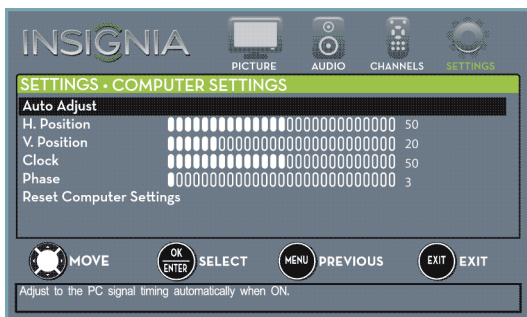 INSIGNIA
PICTURE AUDIO CHANNELS SETTINGS
SETTINGS • COMPUTER SETTINGS
Auto Adjust
H. Position 50
V. Position 20
Clock 50
Phase 3
Reset Computer Settings
MOVE OK ENTER SELECT MENU PREVIOUS EXIT EXIT
Adjust to the PC signal timing automatically when ON.